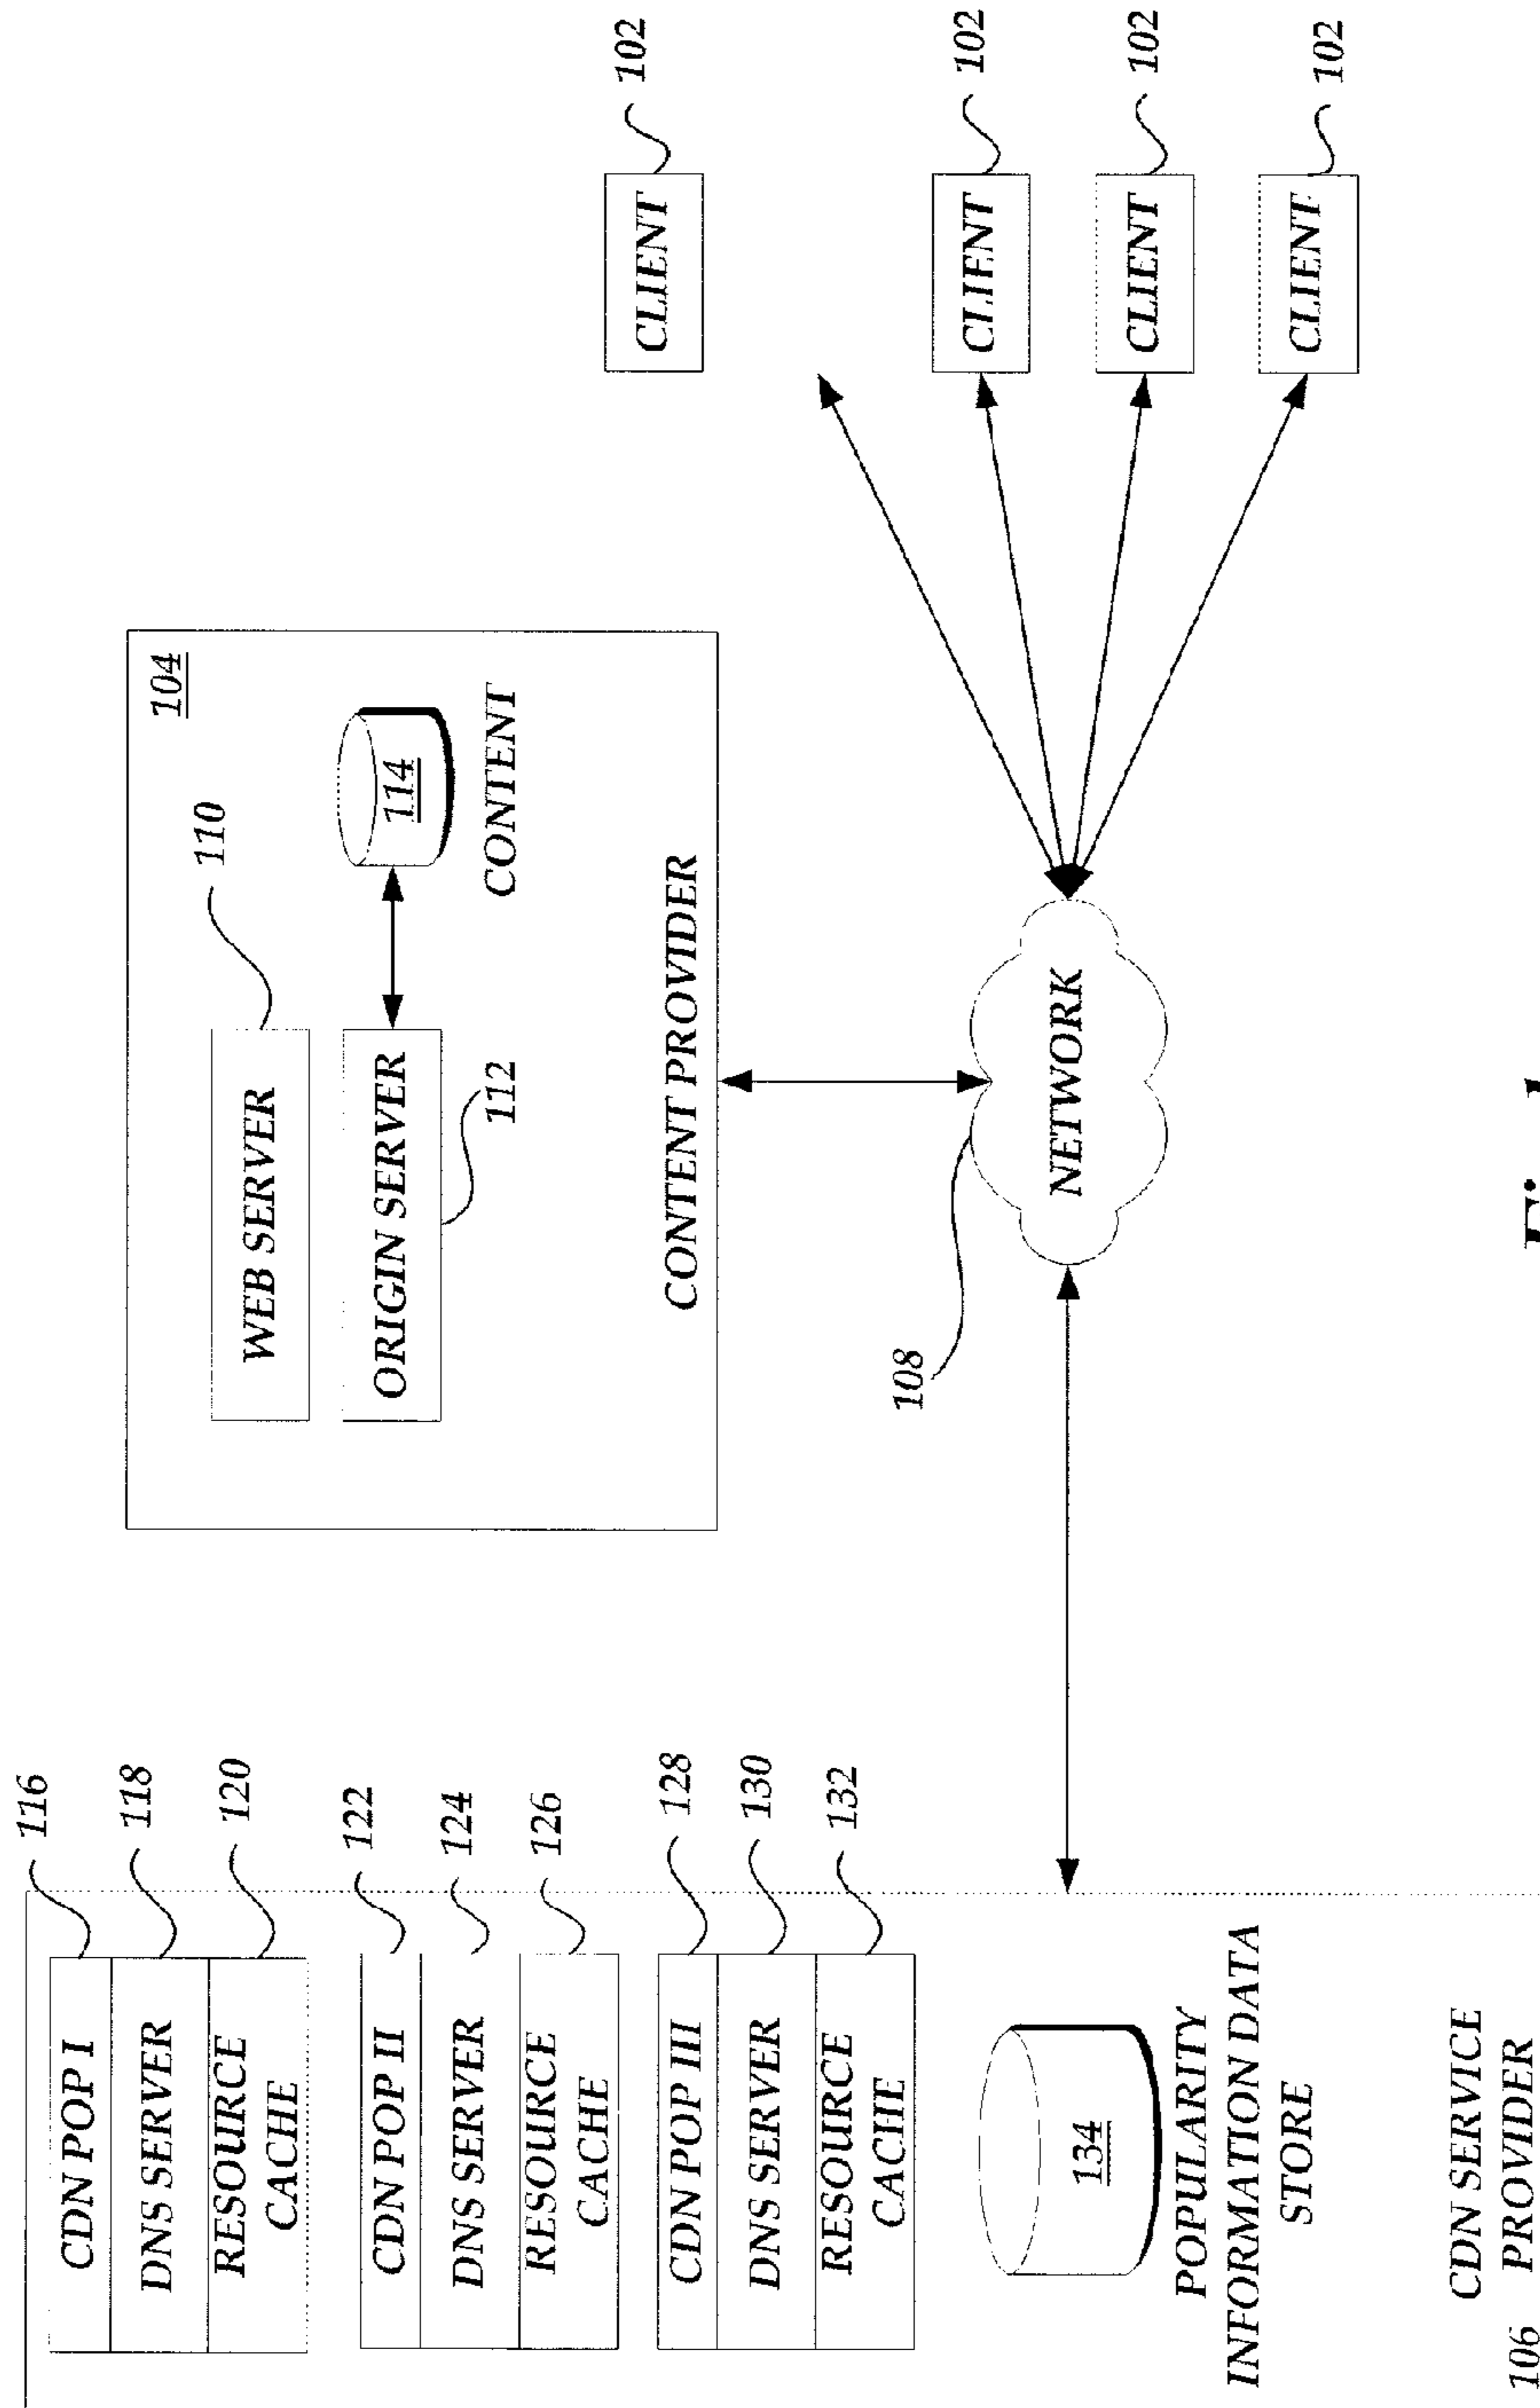 116
CDN POP I
118
DNS SERVER
120
RESOURCE
CACHE
122
CDN POP II
124
DNS SERVER
126
RESOURCE
CACHE
128
CDN POP III
130
DNS SERVER
132
RESOURCE
CACHE
134
POPULARITY
INFORMATION DATA
STORE
CDN SERVICE
106 PROVIDER
104
110
WEB SERVER
ORIGIN SERVER
112
114
CONTENT
CONTENT PROVIDER
108
NETWORK
CLIENT
102
CLIENT
102
CLIENT
102
CLIENT
102